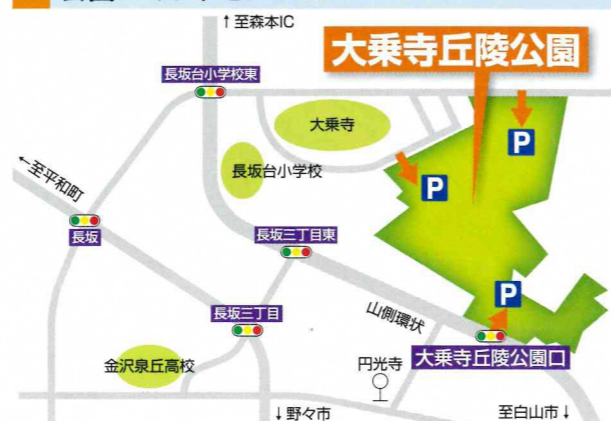 ↑至森本IC
大乗寺丘陵公園
長坂台小学校東
大乗寺
P
長坂台小学校
P
←至平和町
長坂
長坂三丁目東
P
山側環状
長坂三丁目
大乗寺丘陵公園口
金沢泉丘高校
円光寺
↓野々市
至白山市↓